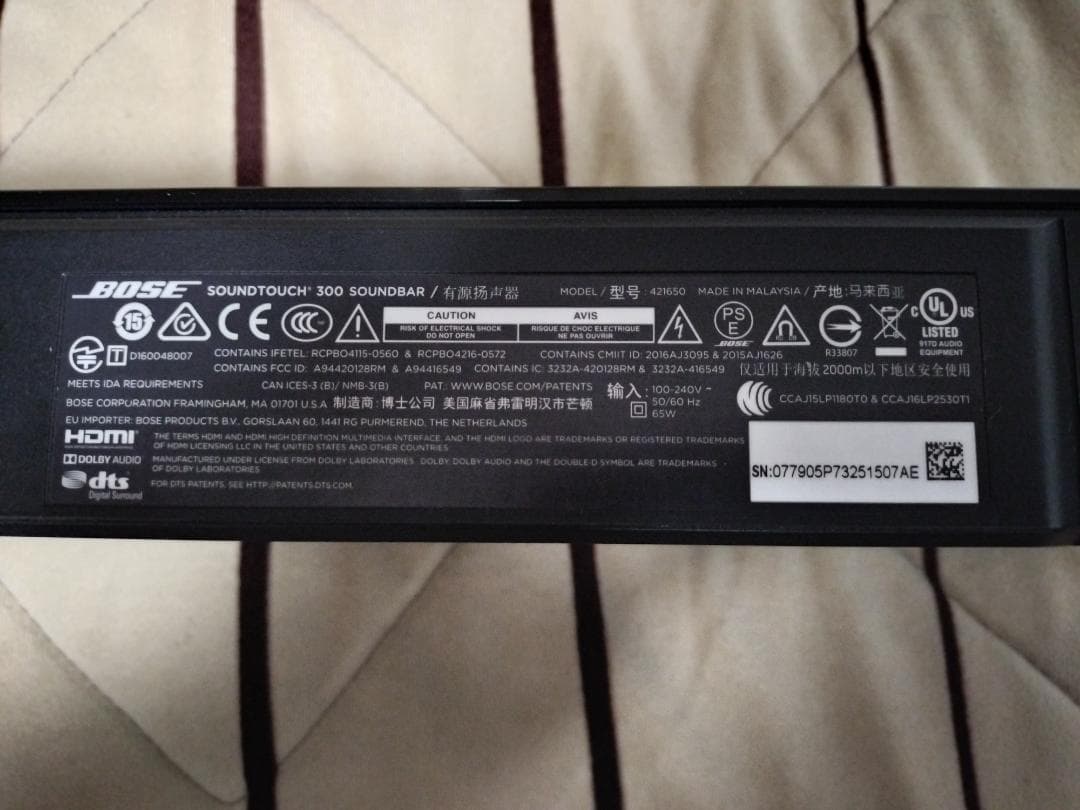 BOSE SOUNDTOUCH® 300 SOUNDBAR / 有源扬声器 MODEL / 型号 421650 MADE IN MALAYSIA / 产地:马来西亚
15 CE CCC CAUTION AVIS PS E BOSE C UL US
RISK OF ELECTRICAL SHOCK DO NOT OPEN RISQUE DE CHOC ELECTRIQUE NE PAS OUVRIR R33807 LISTED 917D AUDIO EQUIPMENT
T D160048007 CONTAINS IFETEL: RCPBO4115-0560 & RCPBO4216-0572 CONTAINS CMIIT ID: 2016AJ3095 & 2015AJ1626
CONTAINS FCC ID: A94420128RM & A94416549 CONTAINS IC: 3232A-420128RM & 3232A-416549 仅适用于海拔 2000m以下地区安全使用
MEETS IDA REQUIREMENTS CAN ICES-3 (B)/ NMB-3(B) PAT.: WWW.BOSE.COM/PATENTS 输入: 100-240V ~ 50/60 Hz 65W
BOSE CORPORATION FRAMINGHAM, MA 01701 U.S.A 制造商: 博士公司 美国麻省弗雷明汉市芒顿 CCAJ15LP1180T0 & CCAJ16LP2530T1
EU IMPORTER: BOSE PRODUCTS B.V., GORSLAAN 60, 1441 RG PURMEREND, THE NETHERLANDS
HDMI THE TERMS HDMI AND HDMI HIGH DEFINITION MULTIMEDIA INTERFACE, AND THE HDMI LOGO ARE TRADEMARKS OR REGISTERED TRADEMARKS
OF HDMI LICENSING LLC IN THE UNITED STATES AND OTHER COUNTRIES
DOLBY AUDIO MANUFACTURED UNDER LICENSE FROM DOLBY LABORATORIES. DOLBY, DOLBY AUDIO AND THE DOUBLE-D SYMBOL ARE TRADEMARKS
OF DOLBY LABORATORIES
dts Digital Surround FOR DTS PATENTS, SEE HTTP://PATENTS.DTS.COM.
SN:077905P73251507AE